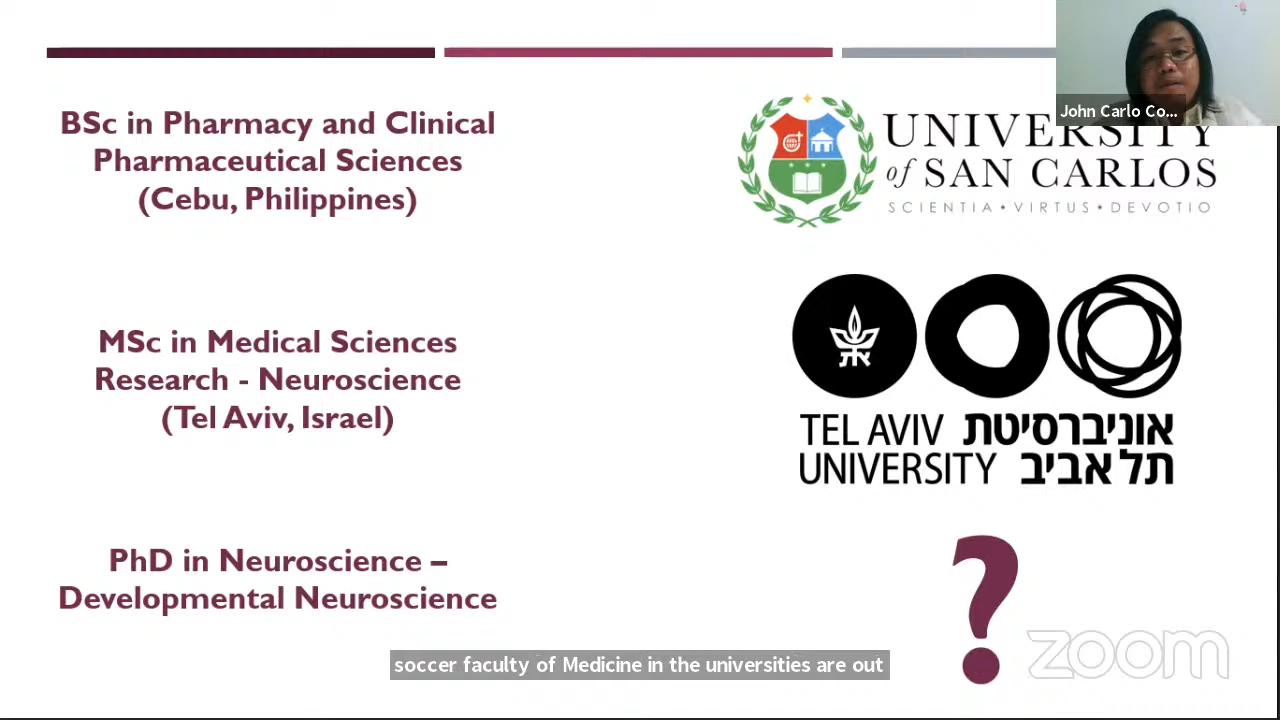 BSc in Pharmacy and Clinical
Pharmaceutical Sciences
(Cebu, Philippines)
John Carlo Co...
UNIVERSITY
of SAN CARLOS
SCIENTIA • VIRTUS • DEVOTIO
MSc in Medical Sciences
Research - Neuroscience
(Tel Aviv, Israel)
את
TEL AVIV אוניברסיטת
UNIVERSITY תל אביב
PhD in Neuroscience –
Developmental Neuroscience
?
soccer faculty of Medicine in the universities are out
zoom